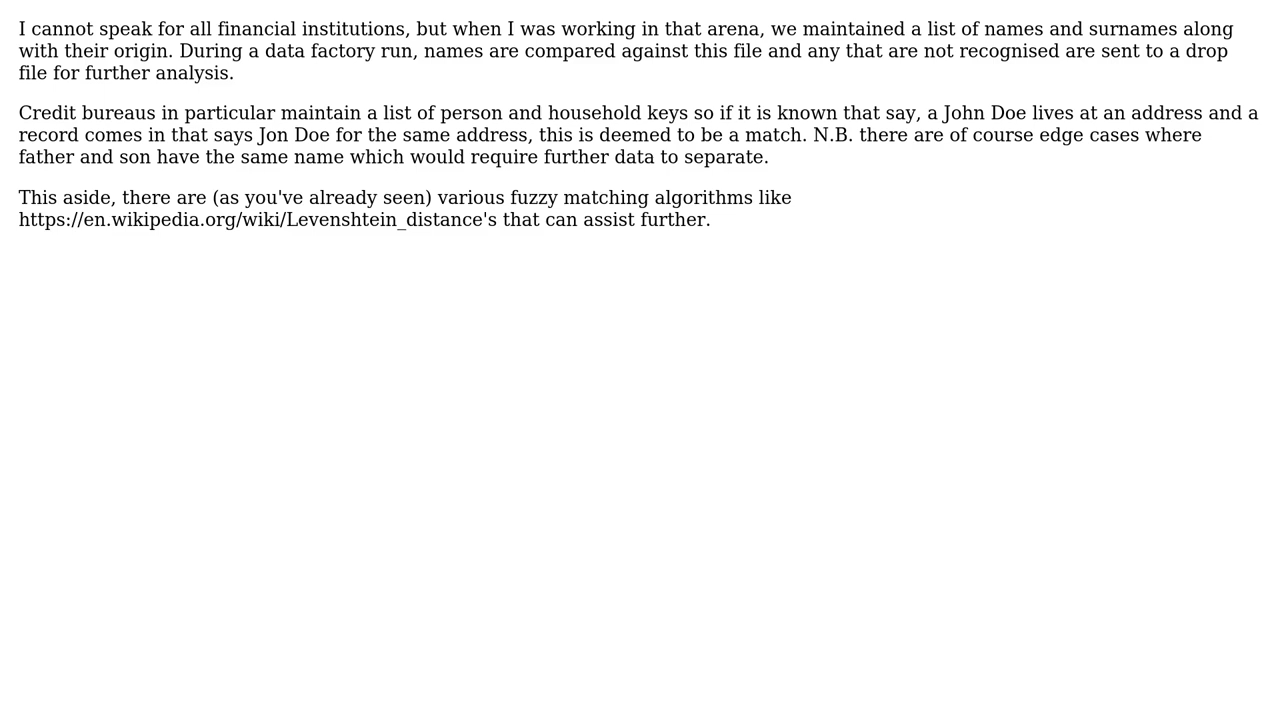 I cannot speak for all financial institutions, but when I was working in that arena, we maintained a list of names and surnames along
with their origin. During a data factory run, names are compared against this file and any that are not recognised are sent to a drop
file for further analysis.
Credit bureaus in particular maintain a list of person and household keys so if it is known that say, a John Doe lives at an address and a
record comes in that says Jon Doe for the same address, this is deemed to be a match. N.B. there are of course edge cases where
father and son have the same name which would require further data to separate.
This aside, there are (as you've already seen) various fuzzy matching algorithms like
https://en.wikipedia.org/wiki/Levenshtein_distance's that can assist further.